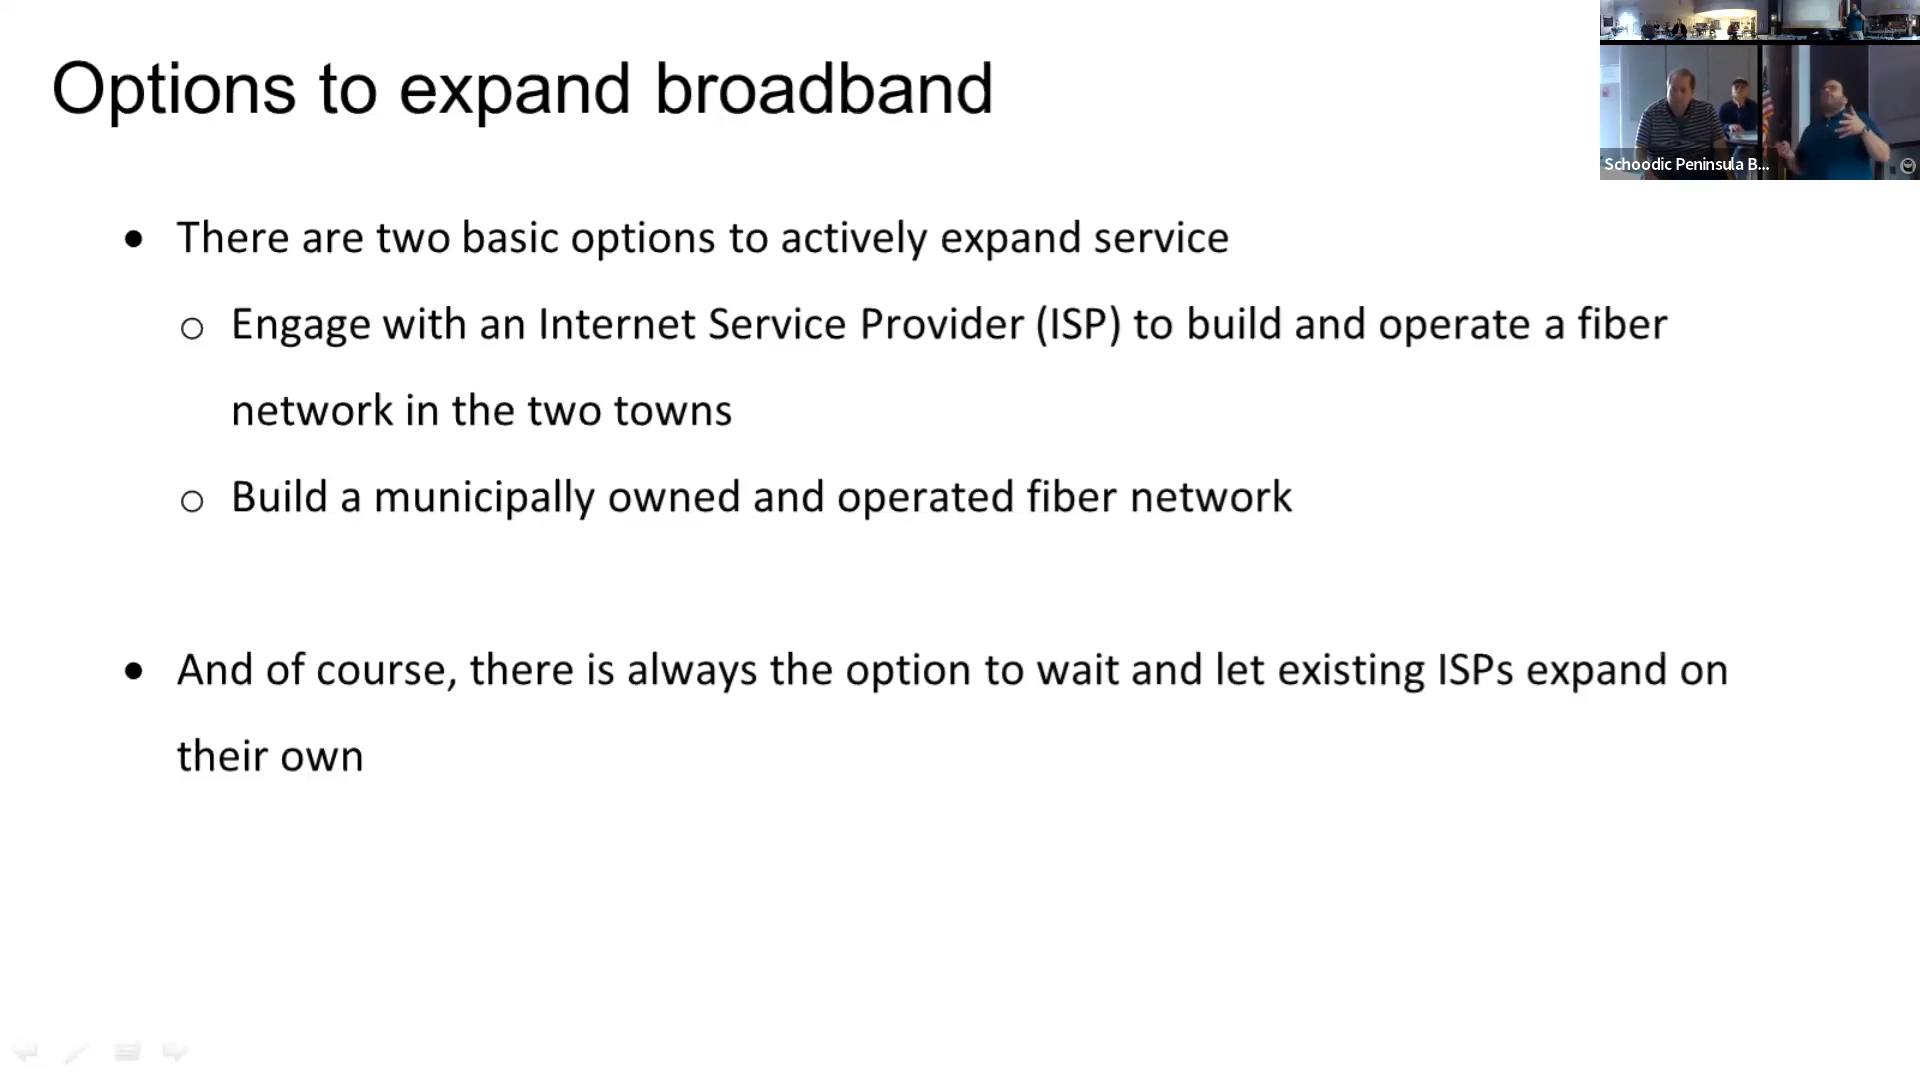 Options to expand broadband
Schoodic Peninsula B...
• There are two basic options to actively expand service
○ Engage with an Internet Service Provider (ISP) to build and operate a fiber
network in the two towns
○ Build a municipally owned and operated fiber network
• And of course, there is always the option to wait and let existing ISPs expand on
their own